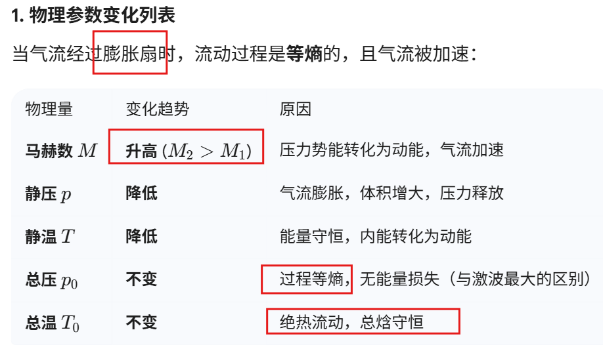 1. 物理参数变化列表
当气流经过膨胀扇时，流动过程是等熵的，且气流被加速：
物理量 变化趋势 原因
马赫数 M 升高 (M₂ > M₁) 压力势能转化为动能，气流加速
静压 p 降低 气流膨胀，体积增大，压力释放
静温 T 降低 能量守恒，内能转化为动能
总压 p₀ 不变 过程等熵，无能量损失（与激波最大的区别）
总温 T₀ 不变 绝热流动，总焓守恒